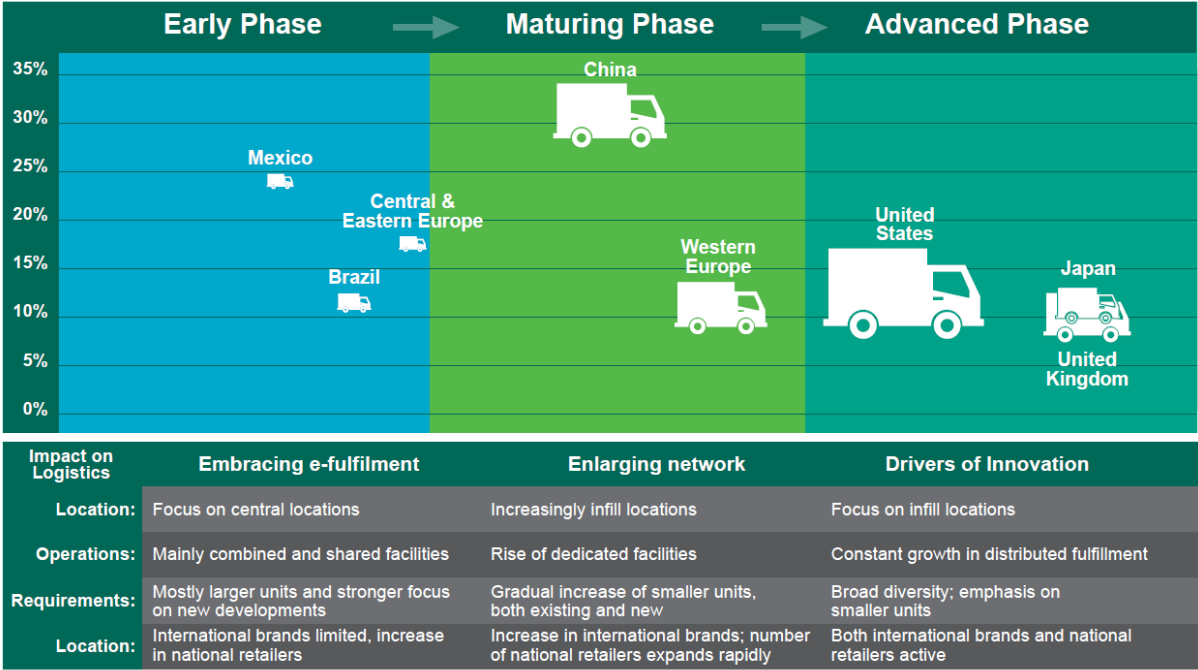 Early Phase
Maturing Phase
Advanced Phase
35%
30%
25%
20%
15%
10%
5%
0%
Mexico
Central &
Eastern Europe
Brazil
China
Western
Europe
United
States
Japan
United
Kingdom
Impact on
Logistics
Embracing e-fulfilment
Enlarging network
Drivers of Innovation
Location:
Focus on central locations
Increasingly infill locations
Focus on infill locations
Operations:
Mainly combined and shared facilities
Rise of dedicated facilities
Constant growth in distributed fulfillment
Requirements:
Mostly larger units and stronger focus
on new developments
Gradual increase of smaller units,
both existing and new
Broad diversity; emphasis on
smaller units
Location:
International brands limited, increase
in national retailers
Increase in international brands; number
of national retailers expands rapidly
Both international brands and national
retailers active